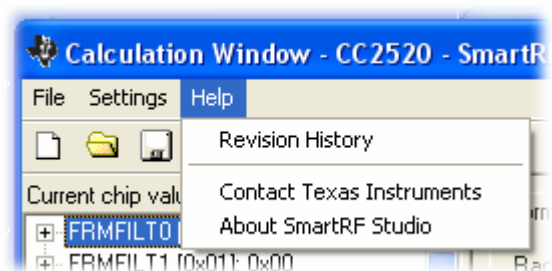 Calculation Window - CC2520 - SmartR
File Settings Help
Revision History
Contact Texas Instruments
About SmartRF Studio
Current chip valu
FRMFILT0 [
FRMFILT1 [0x01]: 0x00